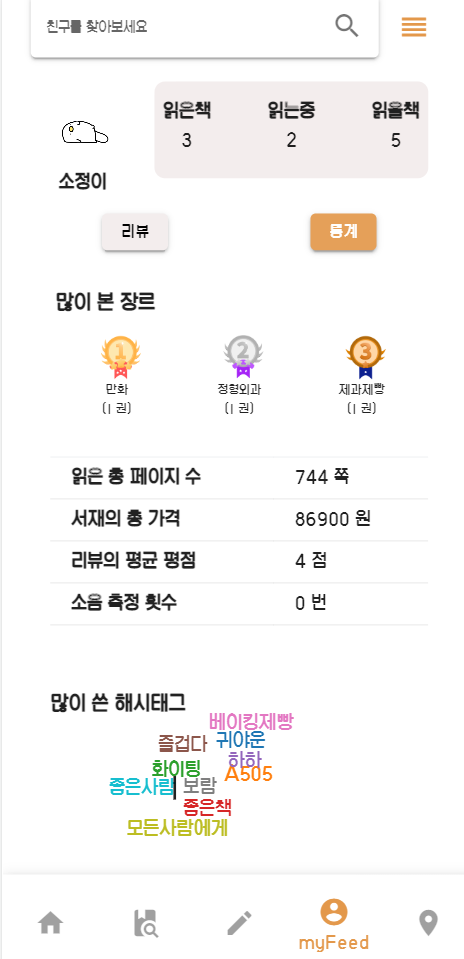 친구를 찾아보세요
읽은책 읽는중 읽을책
3 2 5
소정이
리뷰 통계
많이 본 장르
1 2 3
만화 정형외과 제과제빵
(1 권) (1 권) (1 권)
읽은 총 페이지 수 744 쪽
서재의 총 가격 86900 원
리뷰의 평균 평점 4 점
소음 측정 횟수 0 번
많이 쓴 해시태그
베이킹제빵
즐겁다 귀야운
하하
화이팅 A505
좋은사람 보람
좋은책
모든사람에게
myFeed